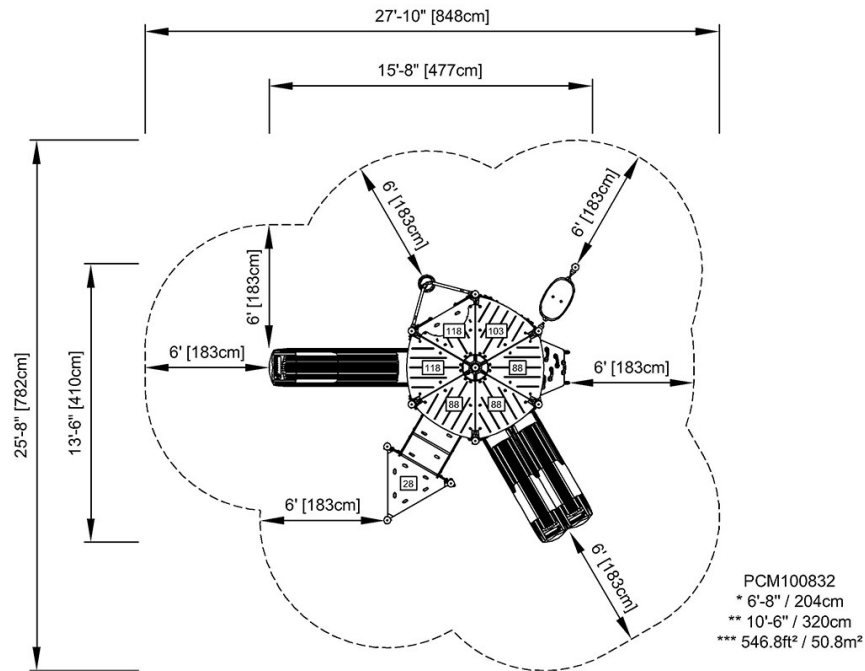 27'-10" [848cm]
15'-8" [477cm]
6' [183cm]
6' [183cm]
6' [183cm]
25'-8" [782cm]
13'-6" [410cm]
118
103
6' [183cm]
118
88
6' [183cm]
88
88
28
6' [183cm]
6' [183cm]
PCM100832
* 6'-8" / 204cm
** 10'-6" / 320cm
*** 546.8ft² / 50.8m²